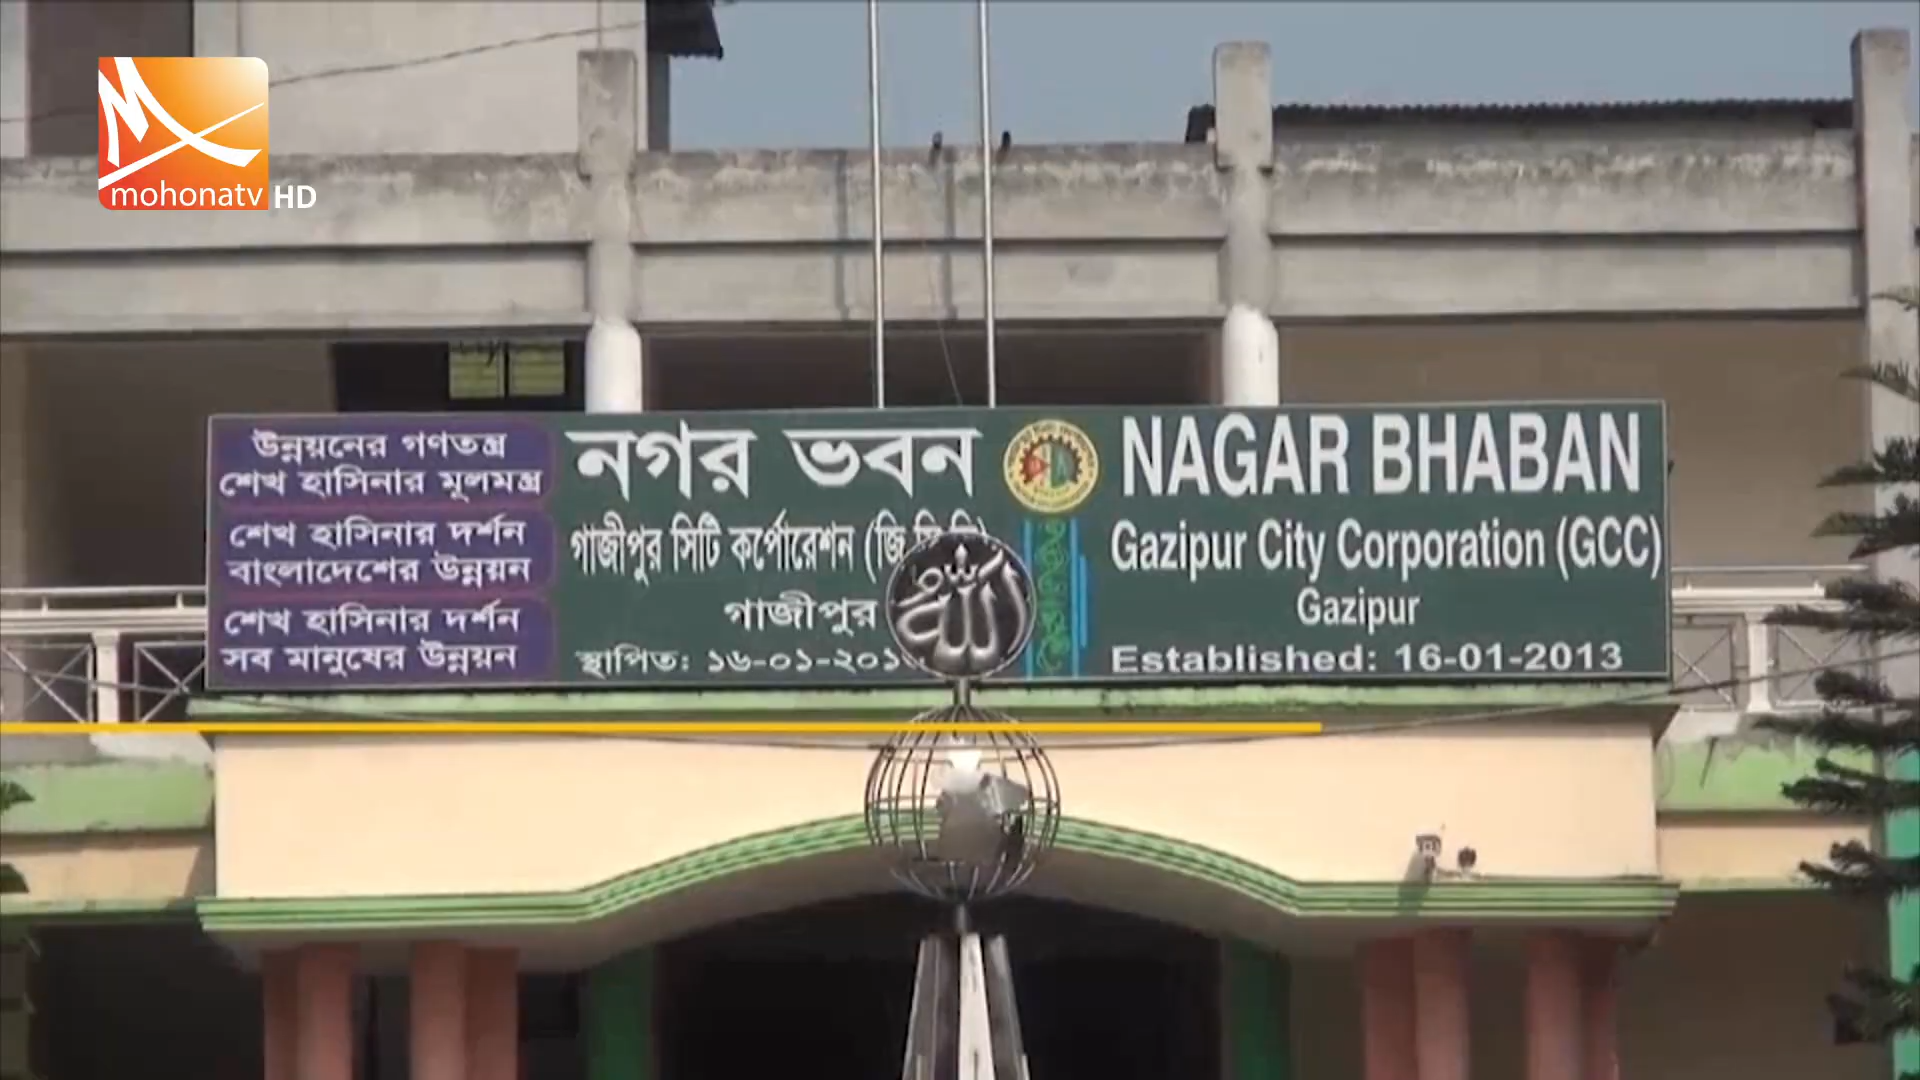 mohonatv HD
উন্নয়নের গণতন্ত্র
শেখ হাসিনার মূলমন্ত্র
শেখ হাসিনার দর্শন
বাংলাদেশের উন্নয়ন
শেখ হাসিনার দর্শন
সব মানুষের উন্নয়ন
নগর ভবন
গাজীপুর সিটি কর্পোরেশন
গাজীপুর
স্থাপিত:
NAGAR BHABAN
Gazipur City Corporation (GCC)
Gazipur
Established: 16-01-2013
الله